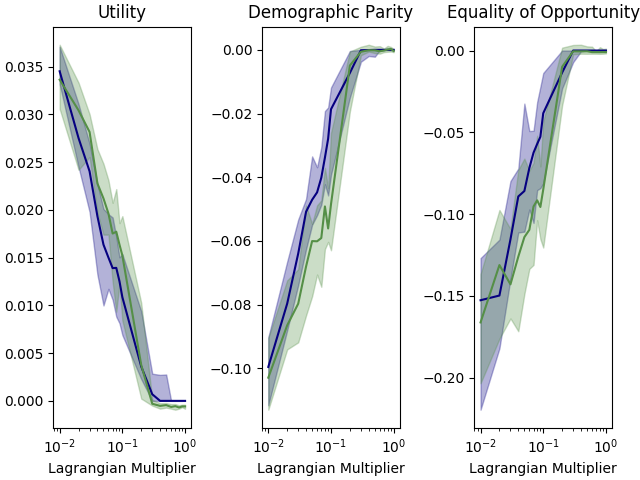 Utility
0.035
0.030
0.025
0.020
0.015
0.010
0.005
0.000
10⁻² 10⁻¹ 10⁰
Lagrangian Multiplier
Demographic Parity
0.00
−0.02
−0.04
−0.06
−0.08
−0.10
10⁻² 10⁻¹ 10⁰
Lagrangian Multiplier
Equality of Opportunity
0.00
−0.05
−0.10
−0.15
−0.20
10⁻² 10⁻¹ 10⁰
Lagrangian Multiplier